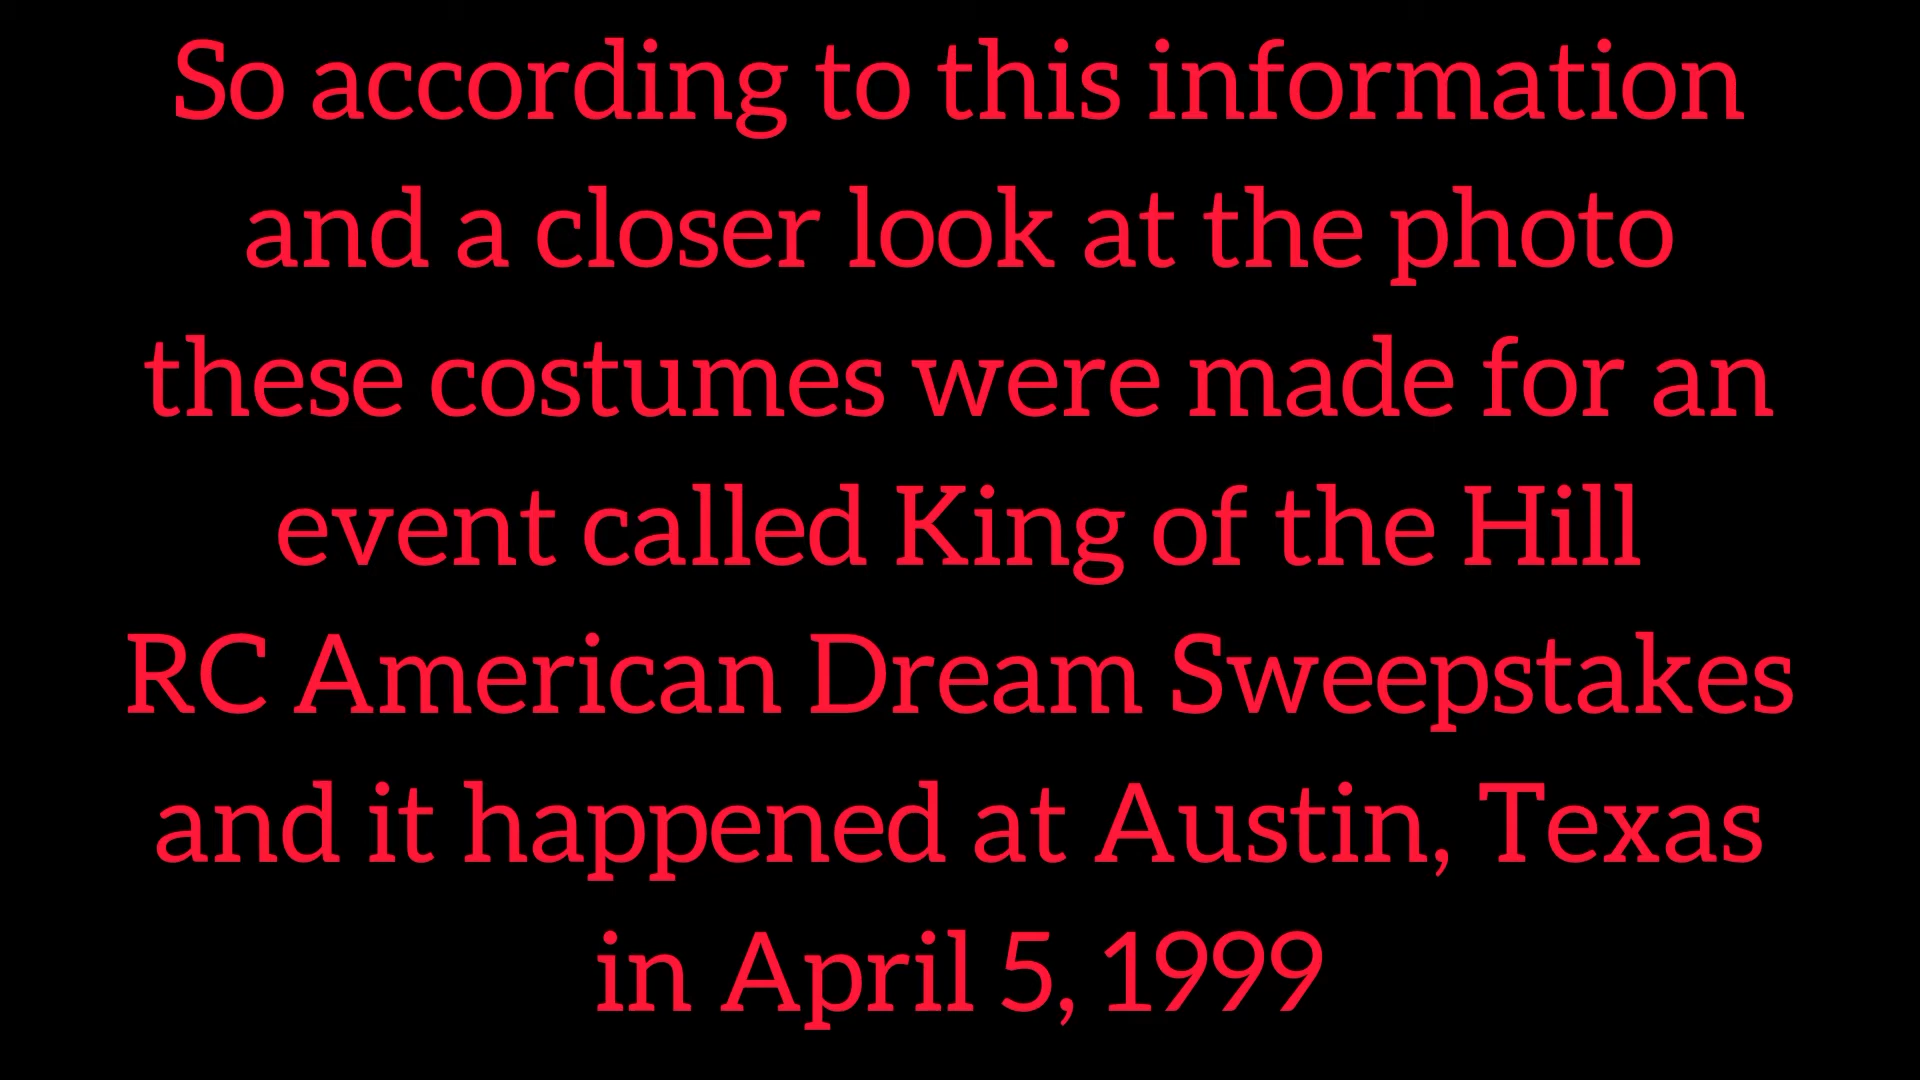 So according to this information
and a closer look at the photo
these costumes were made for an
event called King of the Hill
RC American Dream Sweepstakes
and it happened at Austin, Texas
in April 5, 1999